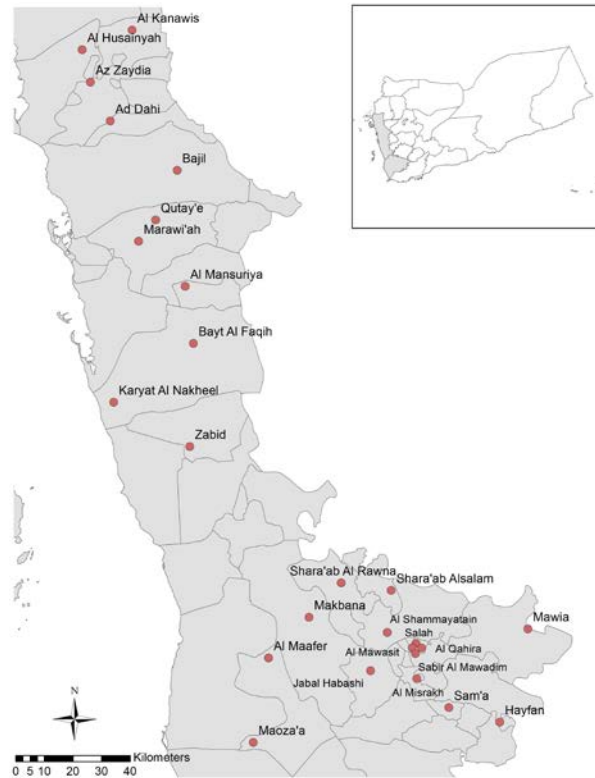 Al Kanawis
Al Husainyah
Az Zaydia
Ad Dahi
Bajil
Qutay'e
Marawi'ah
Al Mansuriya
Bayt Al Faqih
Karyat Al Nakheel
Zabid
Shara'ab Al Rawna
Shara'ab Alsalam
Makbana
Al Shammayatain
Mawia
Salah
Al Mawasit
Al Qahira
Al Maafer
Jabal Habashi
Sabir Al Mawadim
Al Misrakh
Sam'a
Hayfan
N
Maoza'a
Kilometers
0 5 10 20 30 40